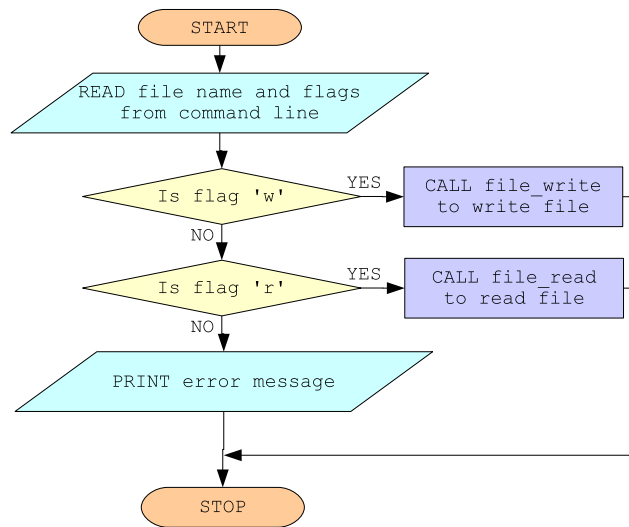 START
READ file name and flags
from command line
Is flag 'w'
YES
CALL file_write
to write file
NO
Is flag 'r'
YES
CALL file_read
to read file
NO
PRINT error message
STOP